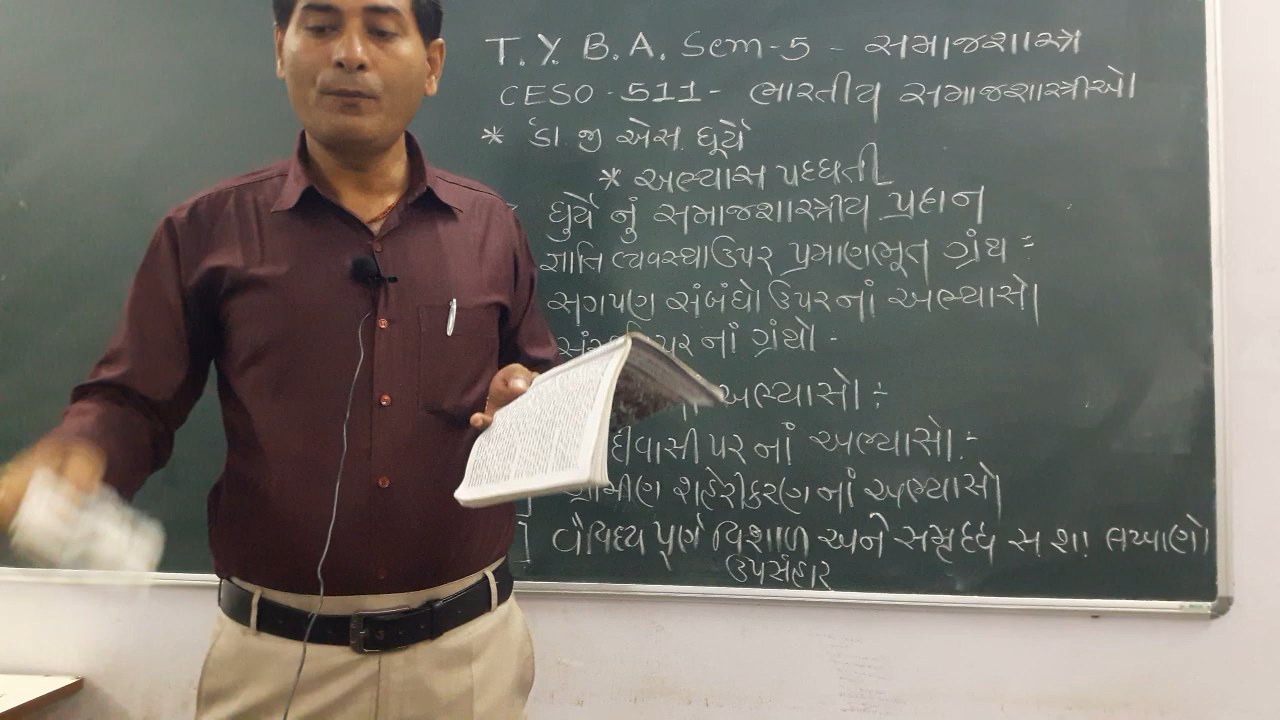 T. Y. B. A. Sem-5 - સમાજશાસ્ત્ર
CESO - 511 - ભારતીય સમાજશાસ્ત્રીઓ
* ડૉ. જી એસ. ઘૂર્યે
* અભ્યાસ પદ્ધતી
ઘુર્યે નું સમાજશાસ્ત્રીય પ્રદાન
જ્ઞાતિ વ્યવસ્થા ઉપર પ્રમાણભૂત ગ્રંથ :-
સગપણ સંબંધો ઉપરનાં અભ્યાસો
પર નાં ગ્રંથો -
અભ્યાસો :-
દીવાસી પર નાં અભ્યાસો :-
ગ્રામીણ શહેરીકરણ નાં અભ્યાસો
] વૈવિધ્ય પૂર્ણ વિશાળ અને સમૃદ્ધ સ. શા. લખાણો
ઉપસંહાર